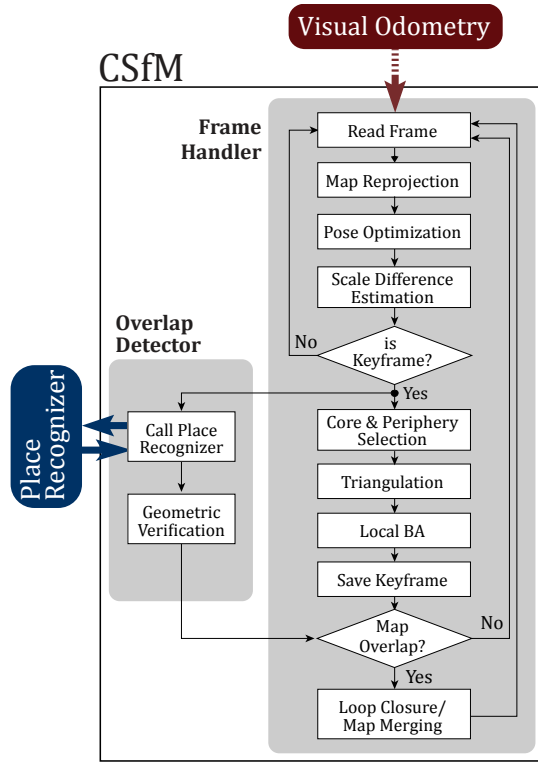 Visual Odometry
CSfM
Frame
Handler
Read Frame
Map Reprojection
Pose Optimization
Scale Difference
Estimation
No
is
Keyframe?
Yes
Overlap
Detector
Place
Recognizer
Call Place
Recognizer
Geometric
Verification
Core & Periphery
Selection
Triangulation
Local BA
Save Keyframe
Map
Overlap?
No
Yes
Loop Closure/
Map Merging